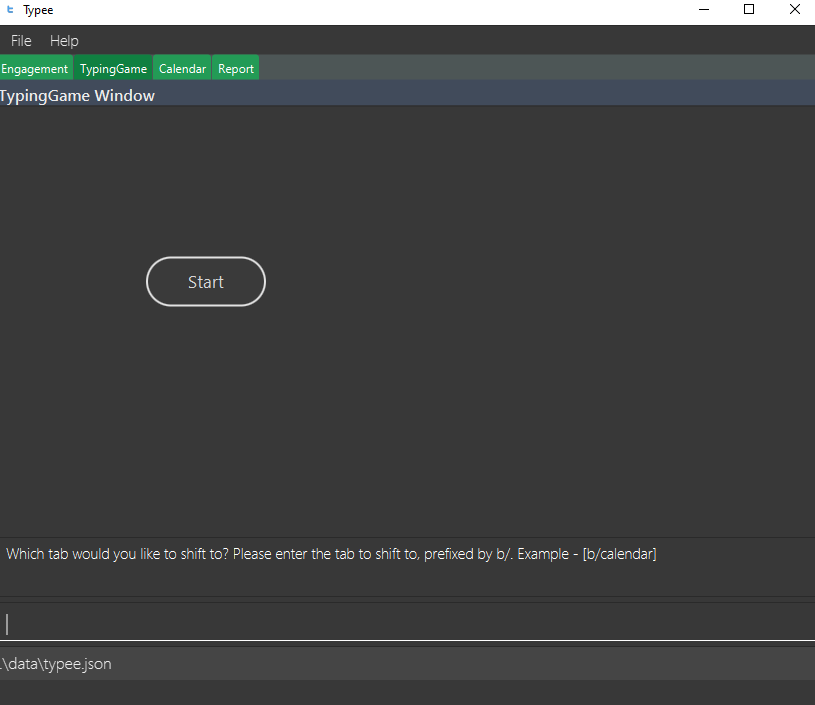 Typee
File Help
Engagement TypingGame Calendar Report
TypingGame Window
Start
Which tab would you like to shift to? Please enter the tab to shift to, prefixed by b/. Example - [b/calendar]
.\data\typee.json